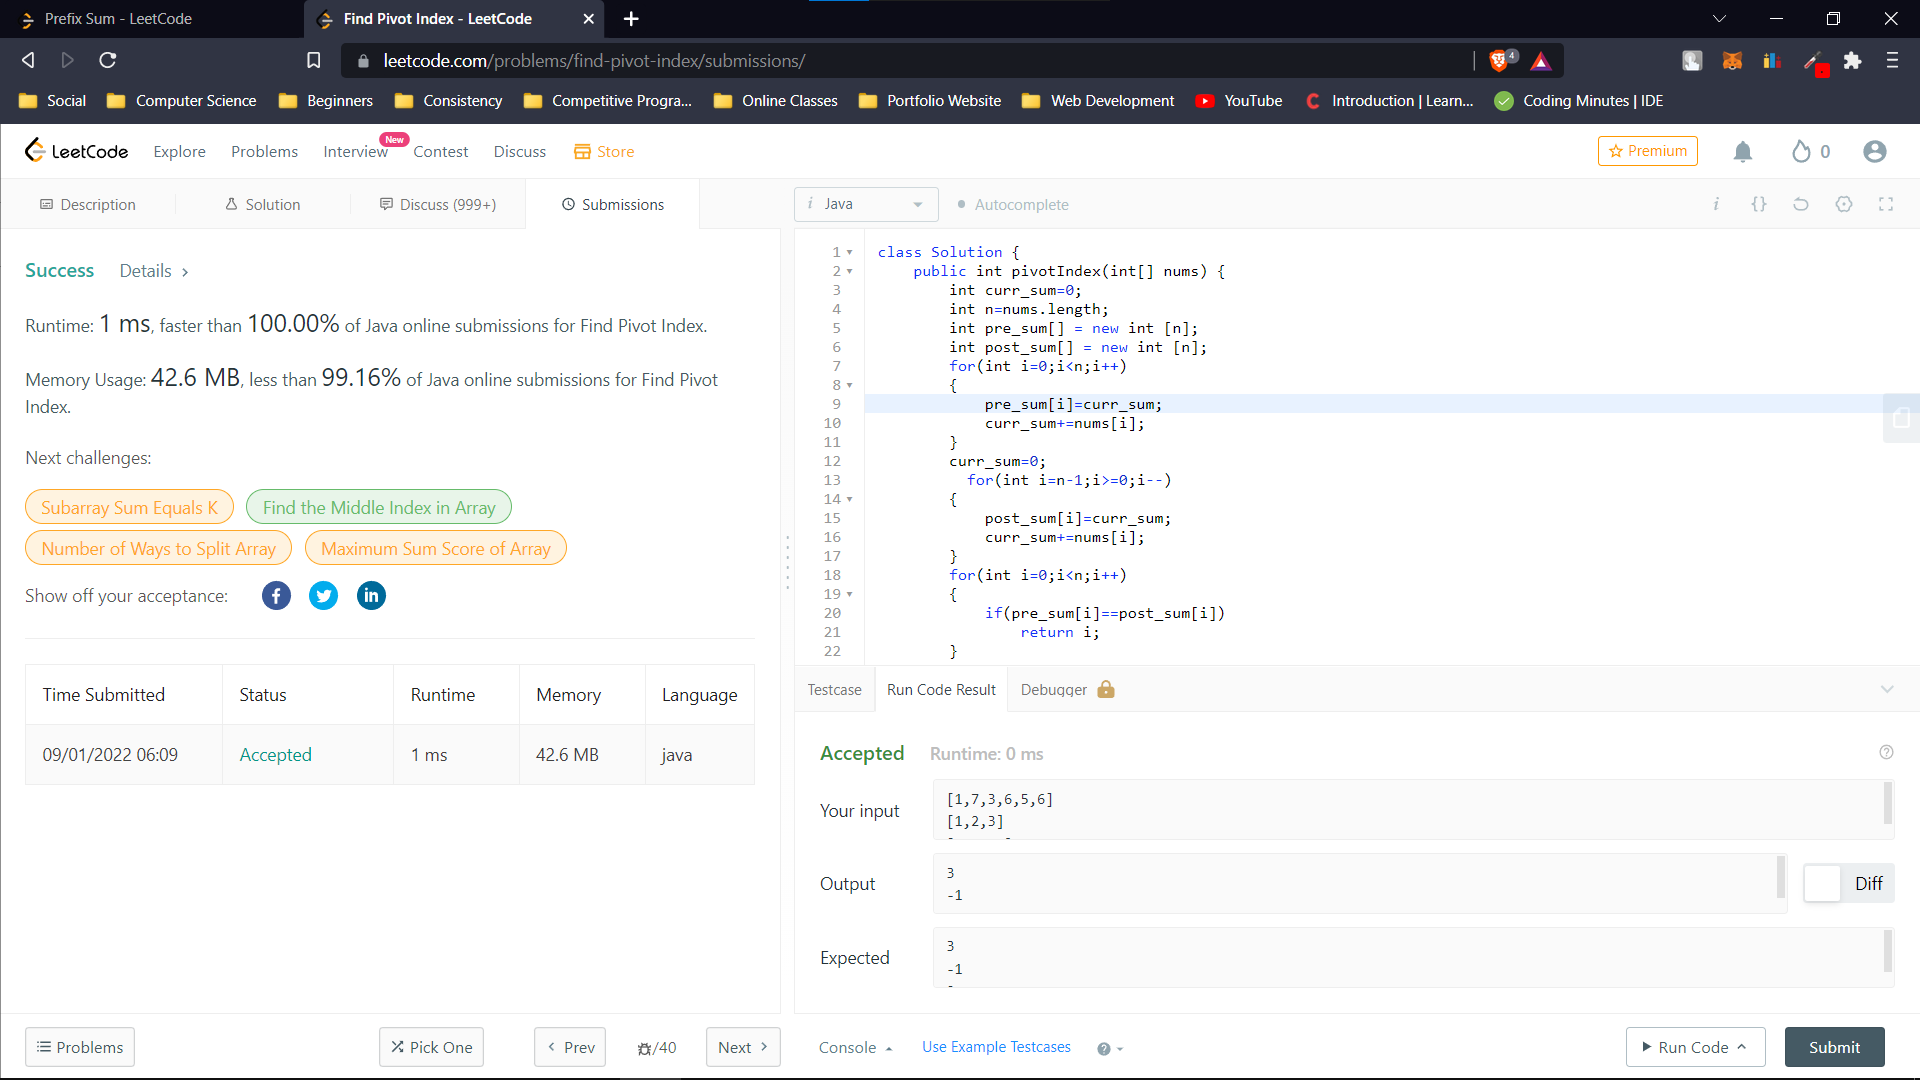 Prefix Sum - LeetCode
Find Pivot Index - LeetCode
leetcode.com/problems/find-pivot-index/submissions/
4
Social
Computer Science
Beginners
Consistency
Competitive Progra...
Online Classes
Portfolio Website
Web Development
YouTube
Introduction | Learn...
Coding Minutes | IDE
LeetCode
Explore
Problems
Interview
New
Contest
Discuss
Store
Premium
0
Description
Solution
Discuss (999+)
Submissions
Success
Details >
Runtime: 1 ms, faster than 100.00% of Java online submissions for Find Pivot Index.
Memory Usage: 42.6 MB, less than 99.16% of Java online submissions for Find Pivot
Index.
Next challenges:
Subarray Sum Equals K
Find the Middle Index in Array
Number of Ways to Split Array
Maximum Sum Score of Array
Show off your acceptance:
Time Submitted
Status
Runtime
Memory
Language
09/01/2022 06:09
Accepted
1 ms
42.6 MB
java
Problems
Pick One
Prev
/40
Next
i Java
Autocomplete
i {}
1 class Solution {
2 public int pivotIndex(int[] nums) {
3 int curr_sum=0;
4 int n=nums.length;
5 int pre_sum[] = new int [n];
6 int post_sum[] = new int [n];
7 for(int i=0;i<n;i++)
8 {
9 pre_sum[i]=curr_sum;
10 curr_sum+=nums[i];
11 }
12 curr_sum=0;
13 for(int i=n-1;i>=0;i--)
14 {
15 post_sum[i]=curr_sum;
16 curr_sum+=nums[i];
17 }
18 for(int i=0;i<n;i++)
19 {
20 if(pre_sum[i]==post_sum[i])
21 return i;
22 }
Testcase
Run Code Result
Debugger
Accepted
Runtime: 0 ms
Your input
[1,7,3,6,5,6]
[1,2,3]
Output
3
-1
Diff
Expected
3
-1
Console
Use Example Testcases
Run Code
Submit